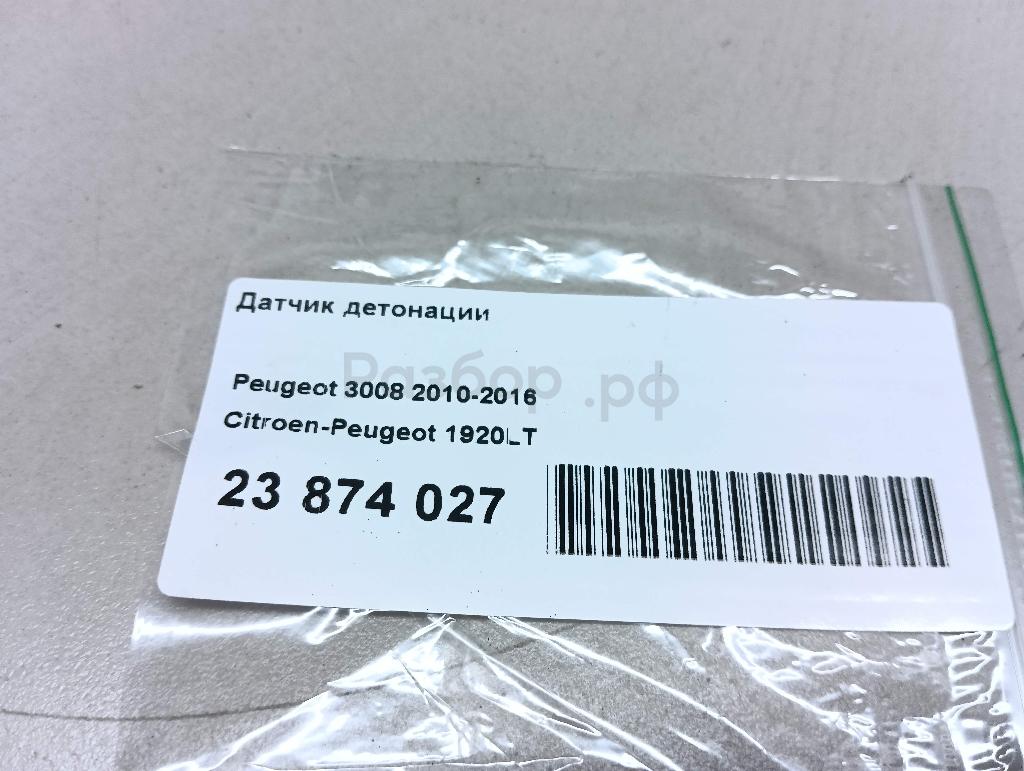 Датчик детонации
Разбор.рф
Peugeot 3008 2010-2016
Citroen-Peugeot 1920LT
23 874 027